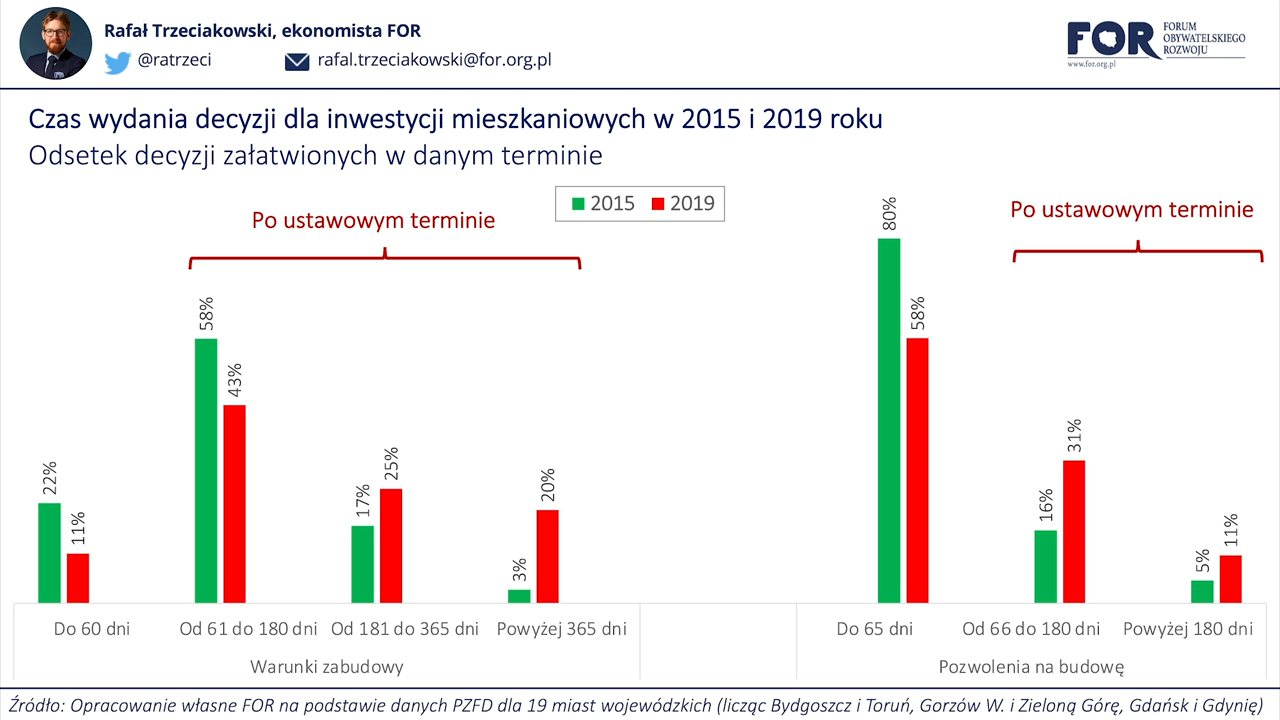 Rafał Trzeciakowski, ekonomista FOR
@ratrzeci
rafal.trzeciakowski@for.org.pl
FOR
FORUM
OBYWATELSKIEGO
ROZWOJU
www.for.org.pl
Czas wydania decyzji dla inwestycji mieszkaniowych w 2015 i 2019 roku
Odsetek decyzji załatwionych w danym terminie
2015 2019
Po ustawowym terminie
Po ustawowym terminie
22%
11%
58%
43%
17%
25%
3%
20%
80%
58%
16%
31%
5%
11%
Do 60 dni
Od 61 do 180 dni
Od 181 do 365 dni
Powyżej 365 dni
Do 65 dni
Od 66 do 180 dni
Powyżej 180 dni
Warunki zabudowy
Pozwolenia na budowę
Źródło: Opracowanie własne FOR na podstawie danych PZFD dla 19 miast wojewódzkich (licząc Bydgoszcz i Toruń, Gorzów W. i Zieloną Górę, Gdańsk i Gdynię)